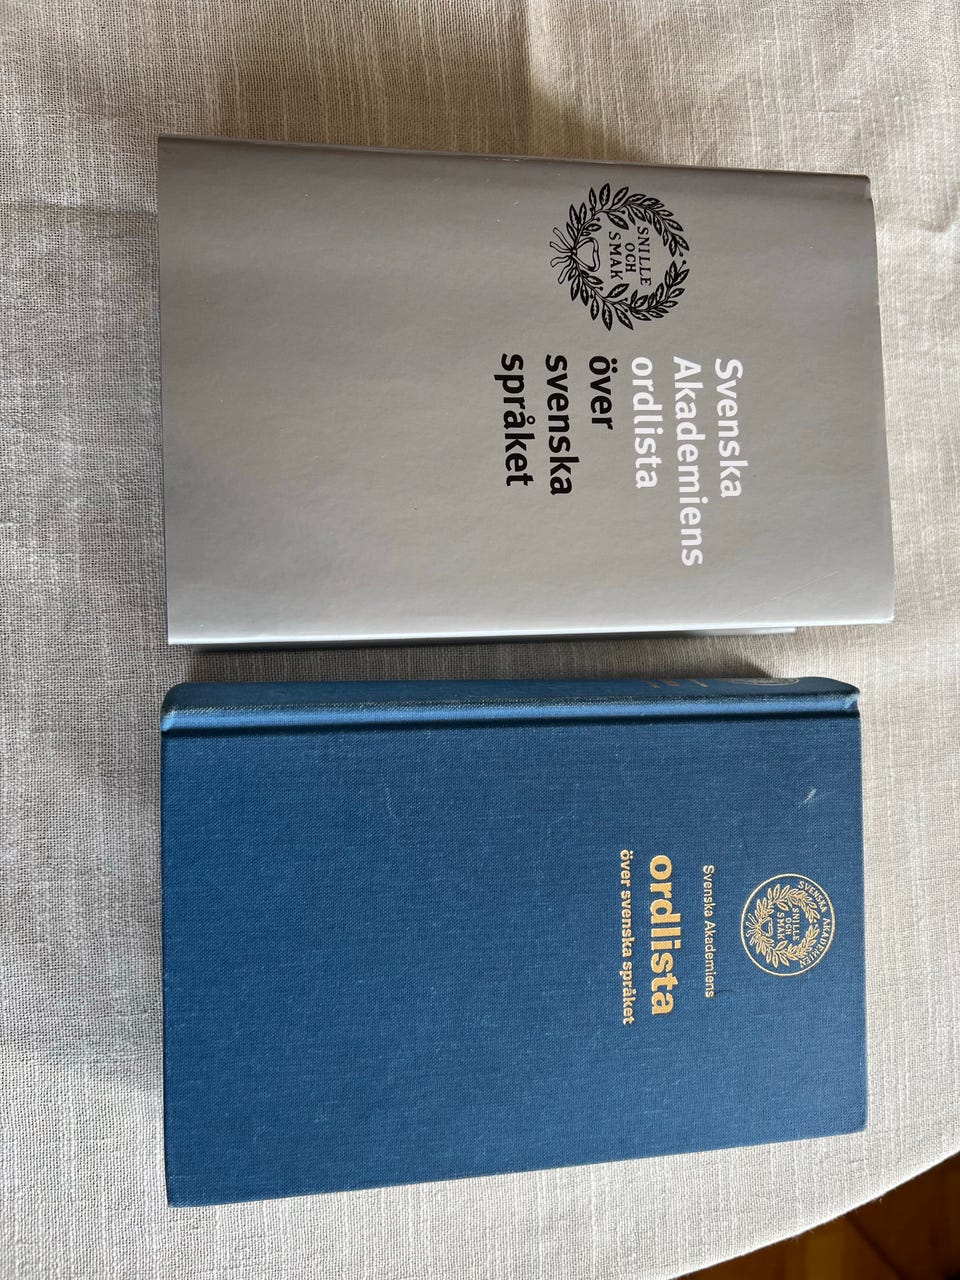 SNILLE
OCH
SMAK
Svenska
Akademiens
ordlista
över
svenska
språket
SVENSKA AKADEMIEN
SNILLE
OCH
SMAK
Svenska Akademiens
ordlista
över svenska språket